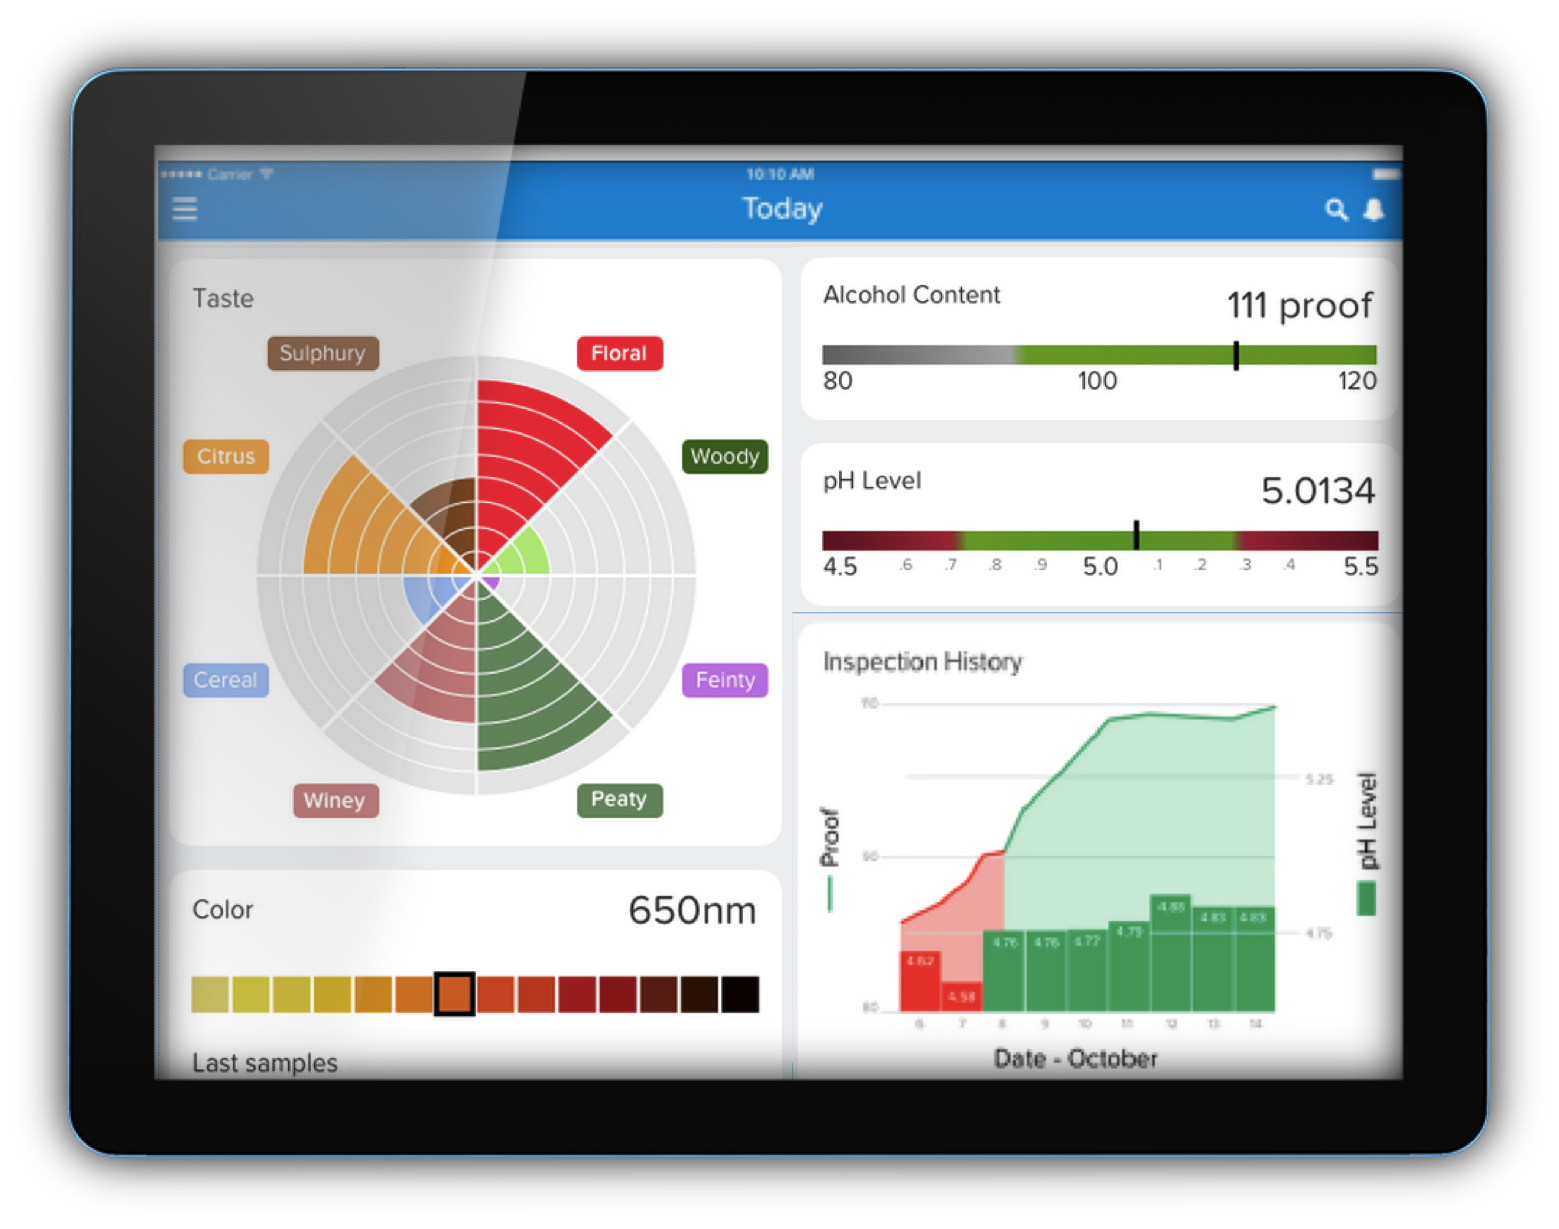 Carrier
10:10 AM
Today
Taste
Sulphury
Floral
Citrus
Woody
Cereal
Feinty
Winey
Peaty
Color
650nm
Last samples
Alcohol Content
111 proof
80 100 120
pH Level
5.0134
4.5 .6 .7 .8 .9 5.0 .1 .2 .3 .4 5.5
Inspection History
110
5.25
Proof
pH Level
90
4.75
80
4.62 4.58 4.76 4.76 4.77 4.79 4.83
6 7 8 9 10 11 12 13 14
Date - October